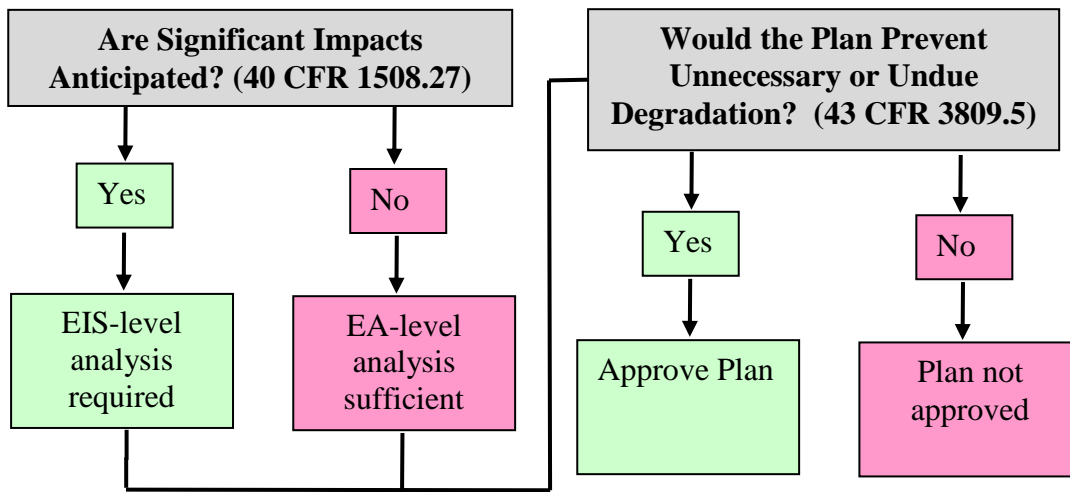 Are Significant Impacts
Anticipated? (40 CFR 1508.27)
Yes
No
EIS-level
analysis
required
EA-level
analysis
sufficient
Would the Plan Prevent
Unnecessary or Undue
Degradation?  (43 CFR 3809.5)
Yes
No
Approve Plan
Plan not
approved